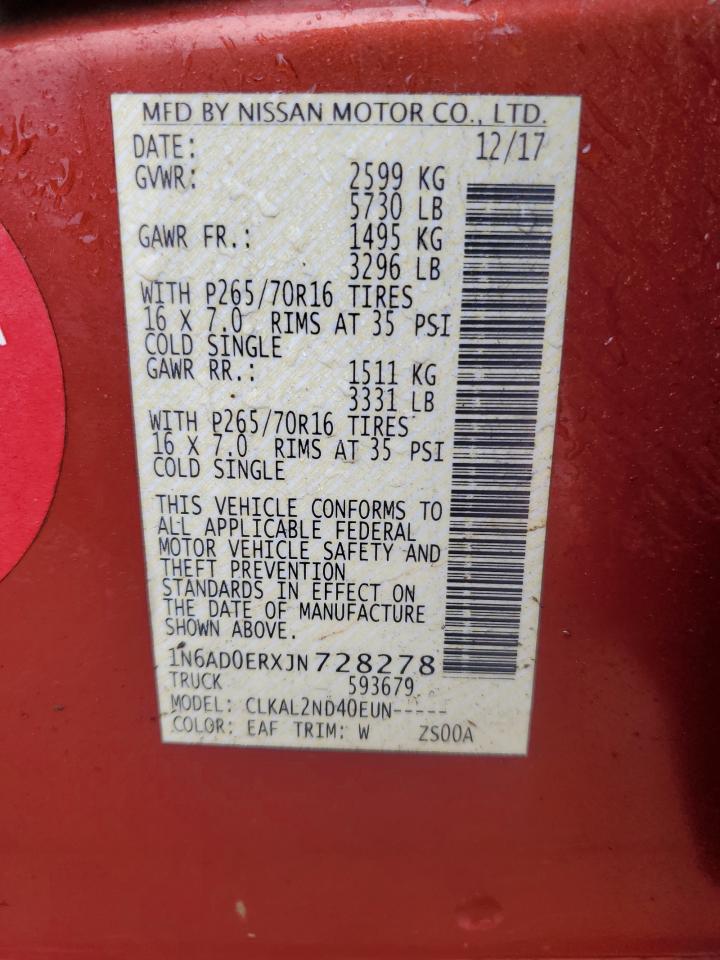 MFD BY NISSAN MOTOR CO., LTD.
DATE: 12/17
GVWR: 2599 KG
5730 LB
GAWR FR.: 1495 KG
3296 LB
WITH P265/70R16 TIRES
16 X 7.0 RIMS AT 35 PSI
COLD SINGLE
GAWR RR.: 1511 KG
3331 LB
WITH P265/70R16 TIRES
16 X 7.0 RIMS AT 35 PSI
COLD SINGLE
THIS VEHICLE CONFORMS TO
ALL APPLICABLE FEDERAL
MOTOR VEHICLE SAFETY AND
THEFT PREVENTION
STANDARDS IN EFFECT ON
THE DATE OF MANUFACTURE
SHOWN ABOVE.
1N6AD0ERXJN728278
TRUCK 593679
MODEL: CLKAL2ND40EUN-----
COLOR: EAF TRIM: W ZS00A